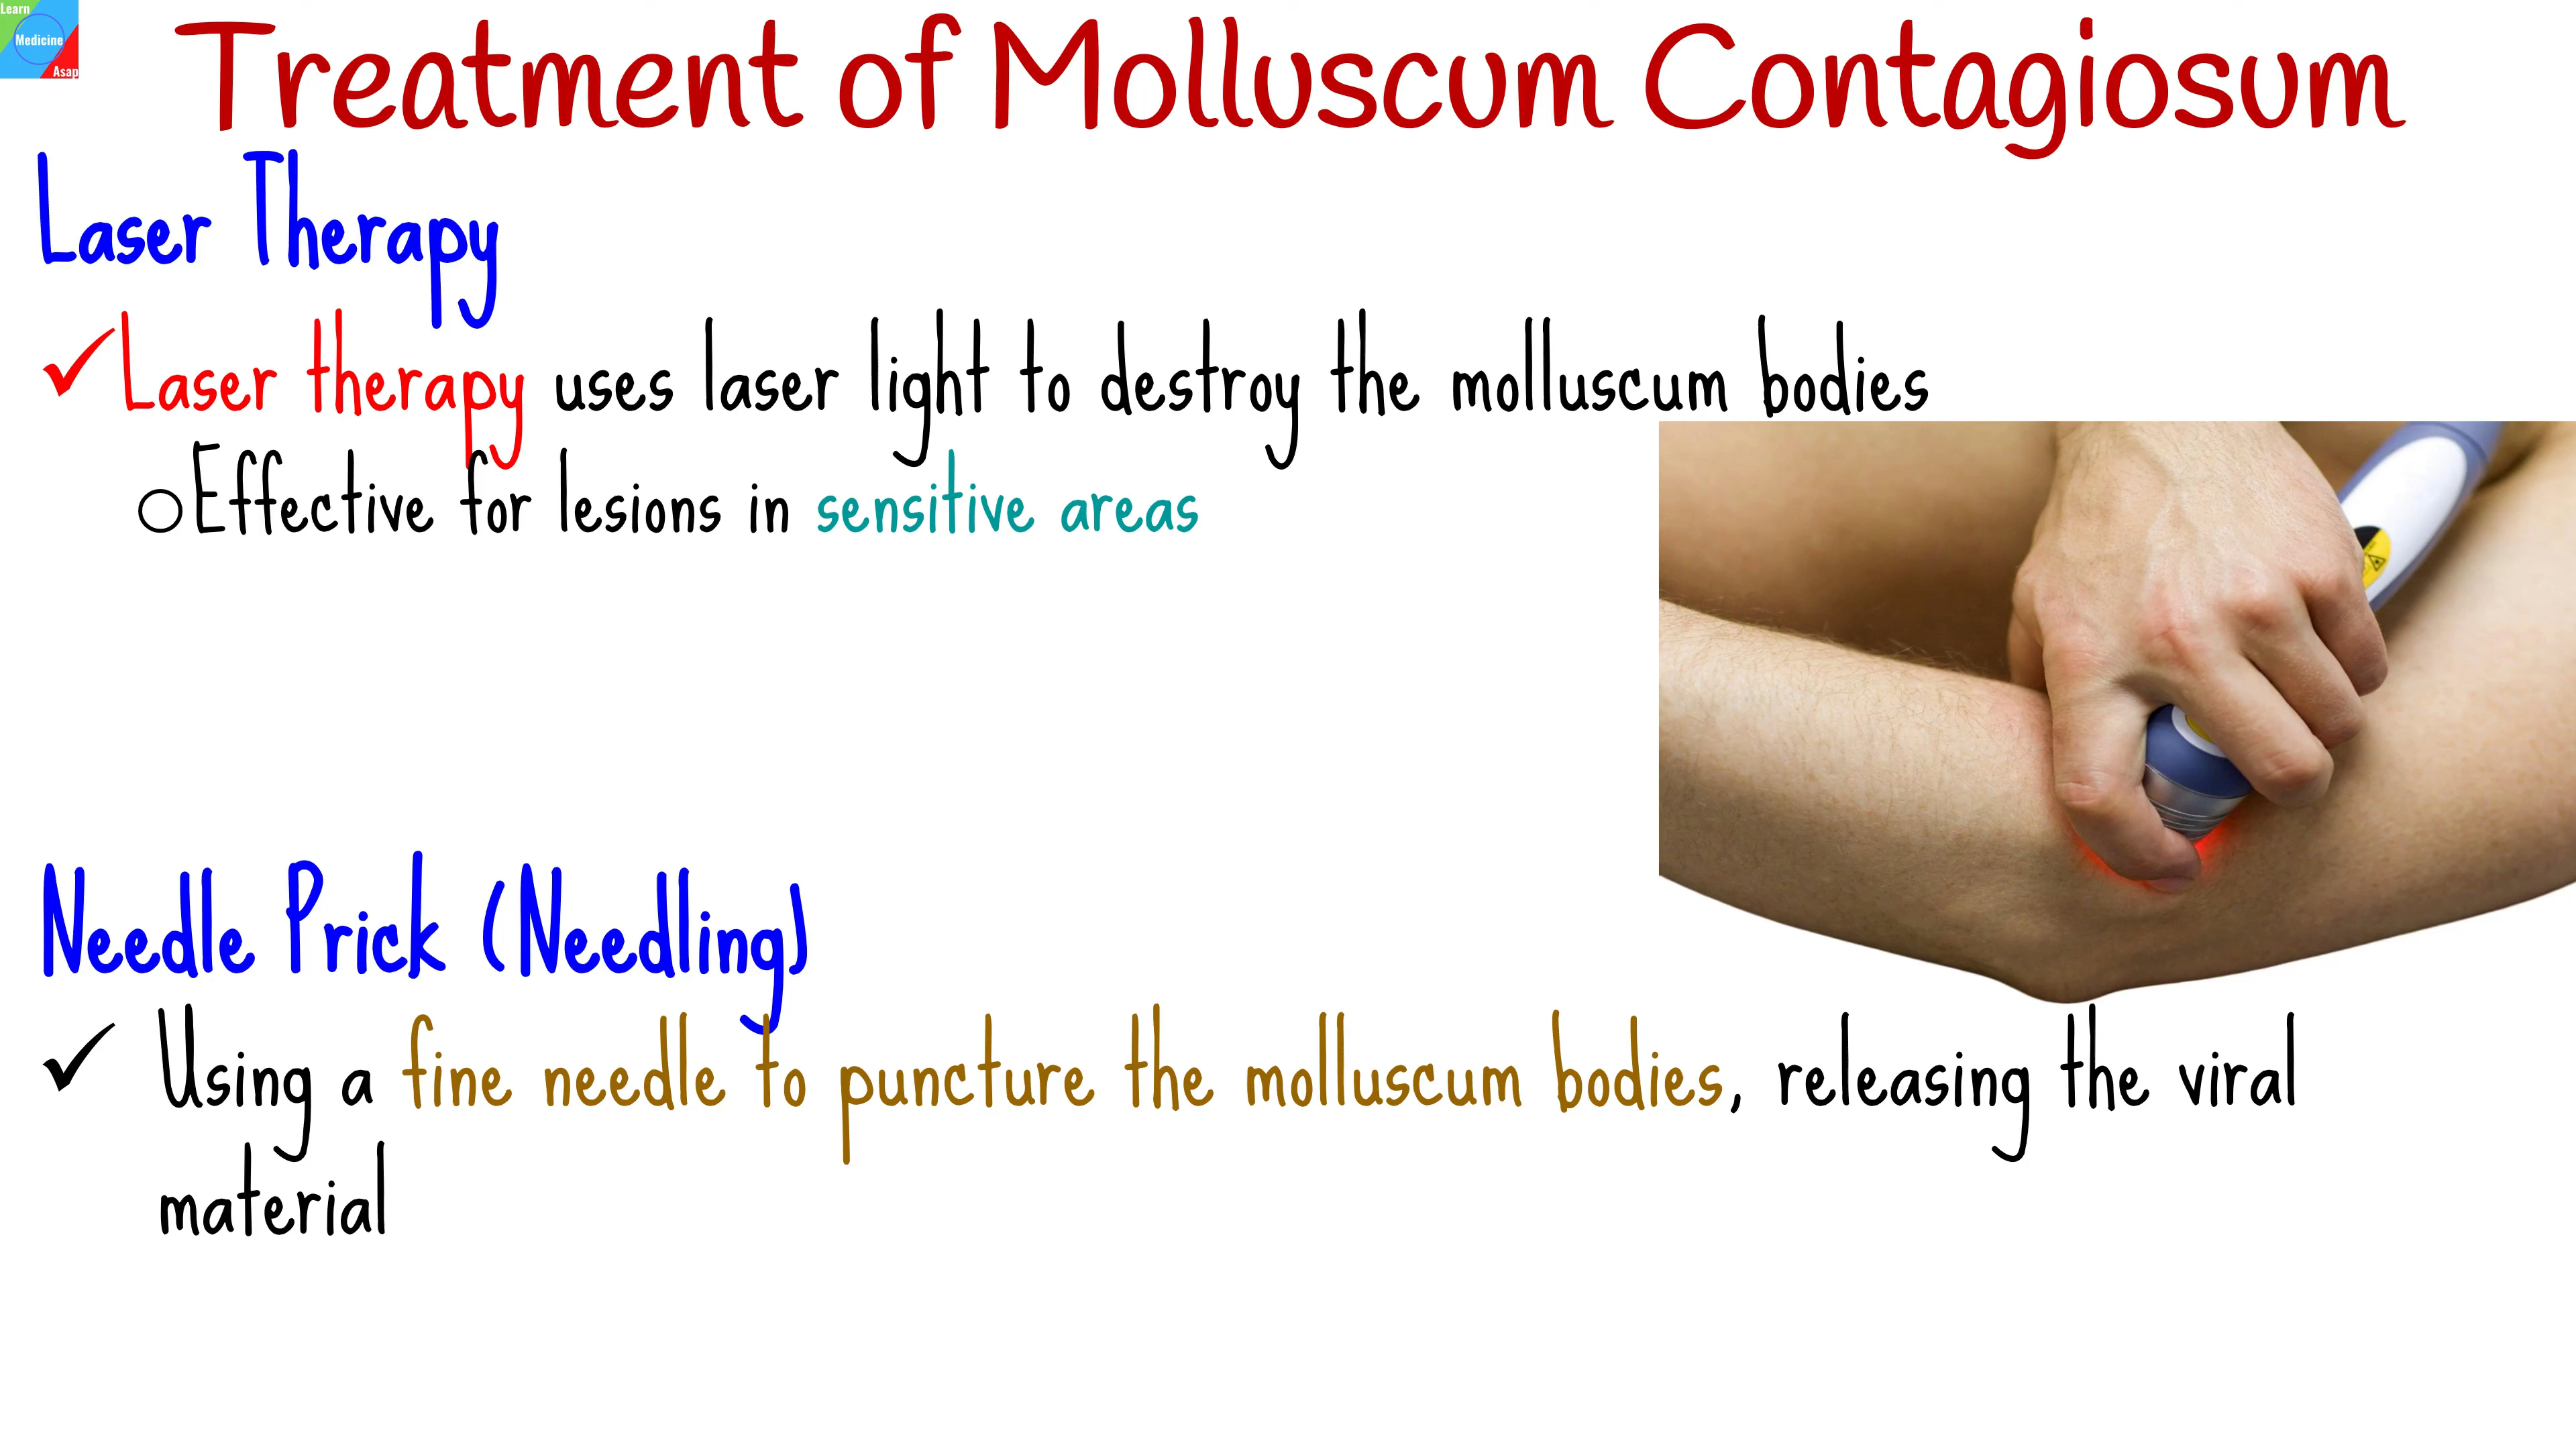 Learn
Medicine
Asap
Treatment of Molluscum Contagiosum
Laser Therapy
✓Laser therapy uses laser light to destroy the molluscum bodies
○Effective for lesions in sensitive areas
Needle Prick (Needling)
✓ Using a fine needle to puncture the molluscum bodies, releasing the viral
material